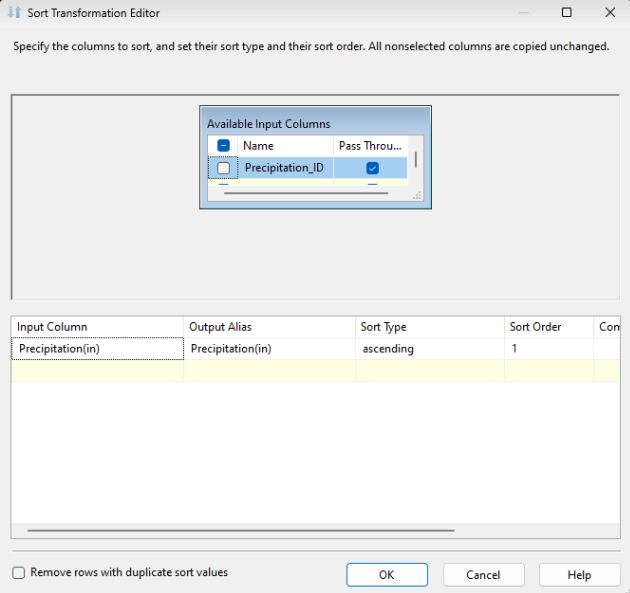 Sort Transformation Editor
Specify the columns to sort, and set their sort type and their sort order. All nonselected columns are copied unchanged.
Available Input Columns
Name Pass Throu...
Precipitation_ID
Input Column Output Alias Sort Type Sort Order Com
Precipitation(in) Precipitation(in) ascending 1
Remove rows with duplicate sort values
OK Cancel Help